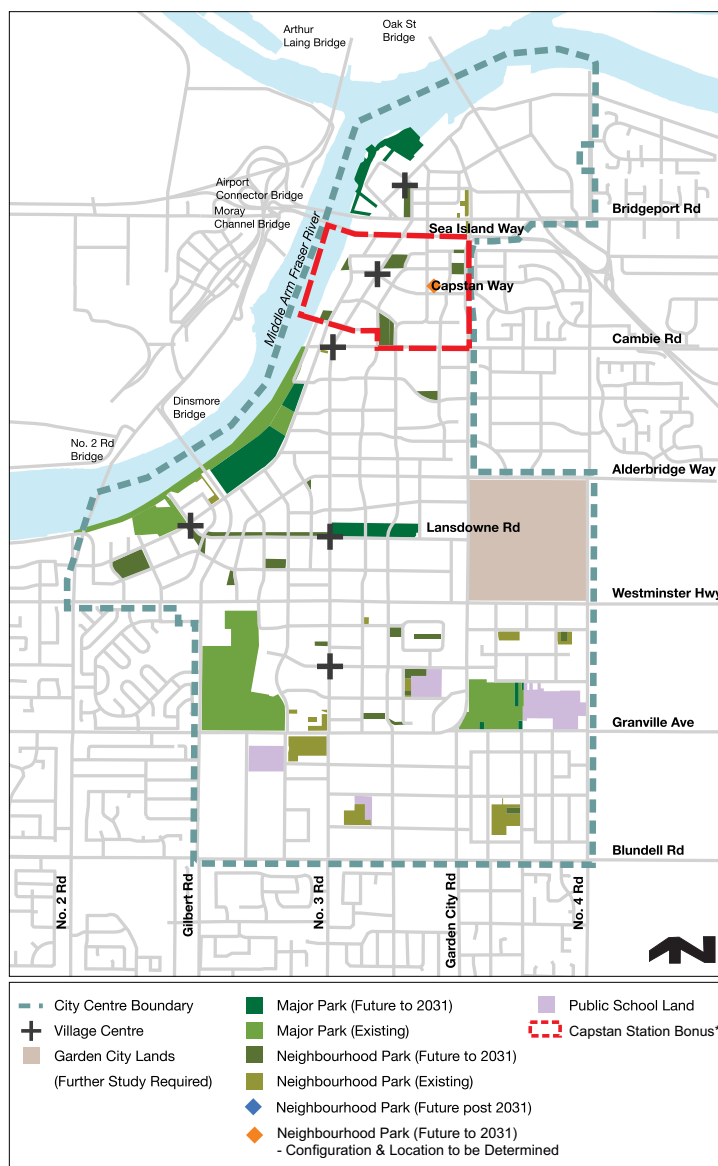 Arthur
Laing Bridge
Oak St
Bridge
Airport
Connector Bridge
Moray
Channel Bridge
Bridgeport Rd
Sea Island Way
Middle Arm Fraser River
Capstan Way
Cambie Rd
Dinsmore
Bridge
No. 2 Rd
Bridge
Alderbridge Way
Lansdowne Rd
Westminster Hwy
Granville Ave
Blundell Rd
No. 2 Rd
Gilbert Rd
No. 3 Rd
Garden City Rd
No. 4 Rd
N
City Centre Boundary
Village Centre
Garden City Lands
(Further Study Required)
Major Park (Future to 2031)
Major Park (Existing)
Neighbourhood Park (Future to 2031)
Neighbourhood Park (Existing)
Neighbourhood Park (Future post 2031)
Neighbourhood Park (Future to 2031)
- Configuration & Location to be Determined
Public School Land
Capstan Station Bonus*